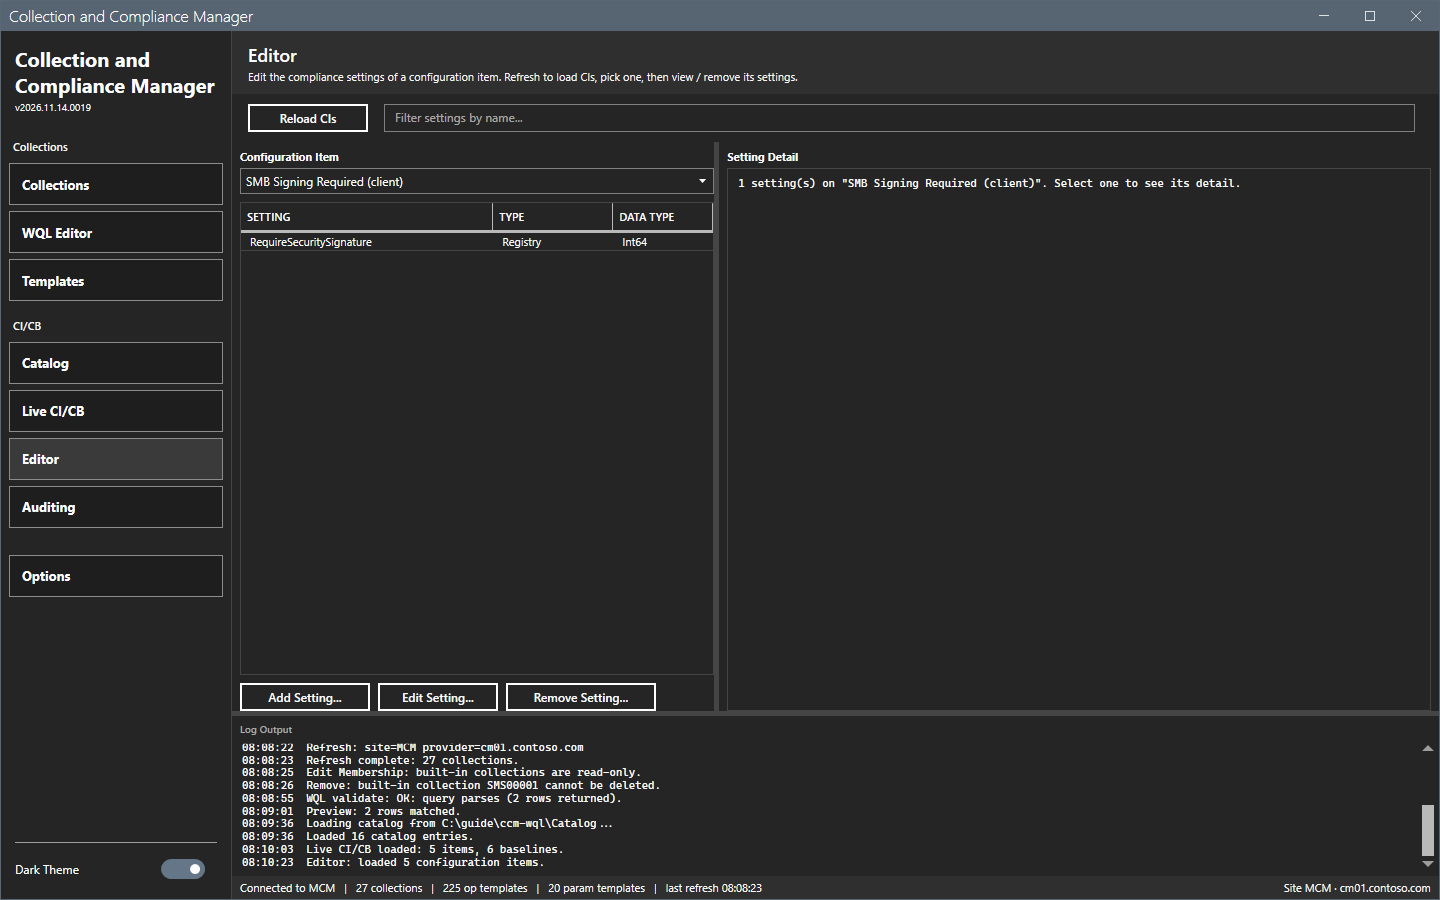 Collection and Compliance Manager
Collection and
Compliance Manager
v2026.11.14.0019
Collections
Collections
WQL Editor
Templates
CI/CB
Catalog
Live CI/CB
Editor
Auditing
Options
Dark Theme
Editor
Edit the compliance settings of a configuration item. Refresh to load CIs, pick one, then view / remove its settings.
Reload CIs
Filter settings by name...
Configuration Item
SMB Signing Required (client)
SETTING TYPE DATA TYPE
RequireSecuritySignature Registry Int64
Add Setting... Edit Setting... Remove Setting...
Setting Detail
1 setting(s) on "SMB Signing Required (client)". Select one to see its detail.
Log Output
08:08:22 Refresh: site=MCM provider=cm01.contoso.com
08:08:23 Refresh complete: 27 collections.
08:08:25 Edit Membership: built-in collections are read-only.
08:08:26 Remove: built-in collection SMS00001 cannot be deleted.
08:08:55 WQL validate: OK: query parses (2 rows returned).
08:09:01 Preview: 2 rows matched.
08:09:36 Loading catalog from C:\guide\ccm-wql\Catalog...
08:09:36 Loaded 16 catalog entries.
08:10:03 Live CI/CB loaded: 5 items, 6 baselines.
08:10:23 Editor: loaded 5 configuration items.
Connected to MCM | 27 collections | 225 op templates | 20 param templates | last refresh 08:08:23
Site MCM · cm01.contoso.com